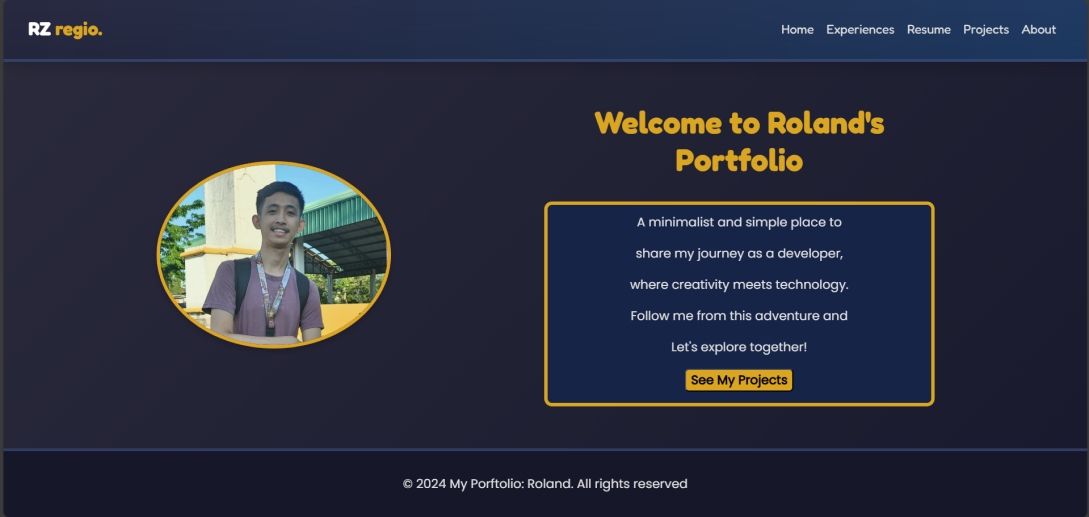 RZ regio.
Home Experiences Resume Projects About
Welcome to Roland's
Portfolio
A minimalist and simple place to
share my journey as a developer,
where creativity meets technology.
Follow me from this adventure and
Let's explore together!
See My Projects
© 2024 My Porftolio: Roland. All rights reserved